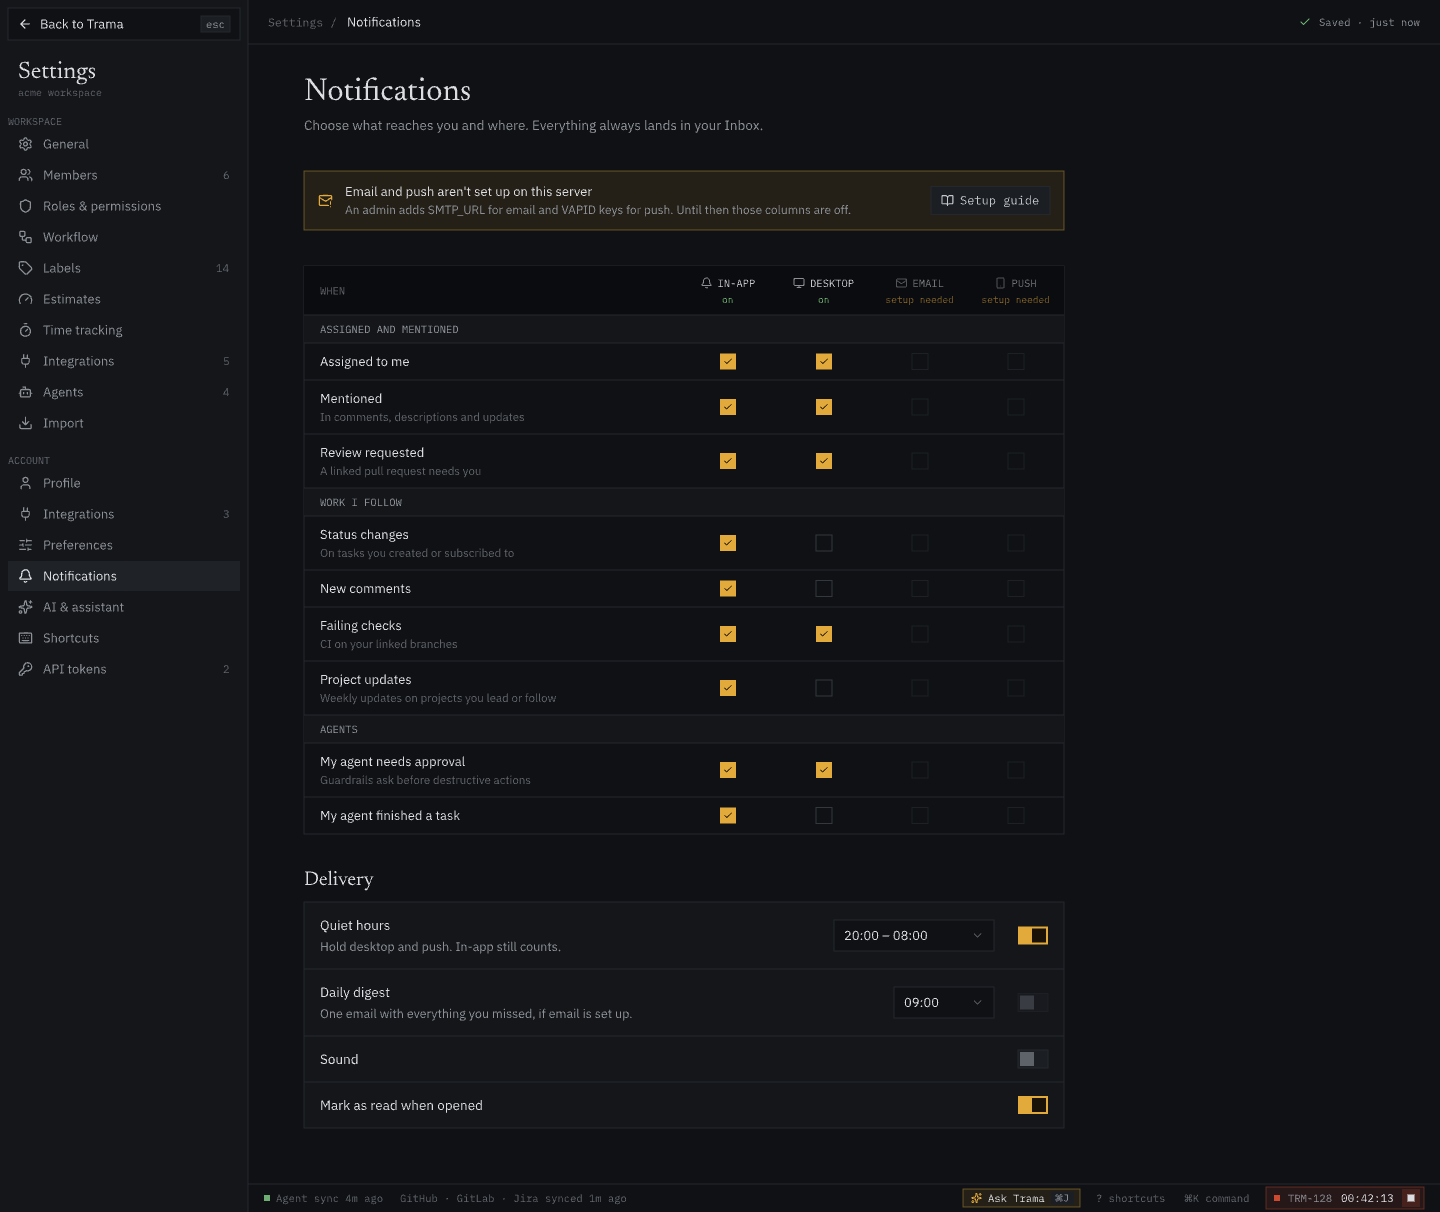 Back to Trama esc
Settings
acme workspace
WORKSPACE
General
Members 6
Roles & permissions
Workflow
Labels 14
Estimates
Time tracking
Integrations 5
Agents 4
Import
ACCOUNT
Profile
Integrations 3
Preferences
Notifications
AI & assistant
Shortcuts
API tokens 2
Settings / Notifications
Saved · just now
Notifications
Choose what reaches you and where. Everything always lands in your Inbox.
Email and push aren't set up on this server
An admin adds SMTP_URL for email and VAPID keys for push. Until then those columns are off.
Setup guide
WHEN
IN-APP
on
DESKTOP
on
EMAIL
setup needed
PUSH
setup needed
ASSIGNED AND MENTIONED
Assigned to me
Mentioned
In comments, descriptions and updates
Review requested
A linked pull request needs you
WORK I FOLLOW
Status changes
On tasks you created or subscribed to
New comments
Failing checks
CI on your linked branches
Project updates
Weekly updates on projects you lead or follow
AGENTS
My agent needs approval
Guardrails ask before destructive actions
My agent finished a task
Delivery
Quiet hours
Hold desktop and push. In-app still counts.
20:00 – 08:00
Daily digest
One email with everything you missed, if email is set up.
09:00
Sound
Mark as read when opened
Agent sync 4m ago
GitHub · GitLab · Jira synced 1m ago
Ask Trama ⌘J
? shortcuts
⌘K command
TRM-128 00:42:13